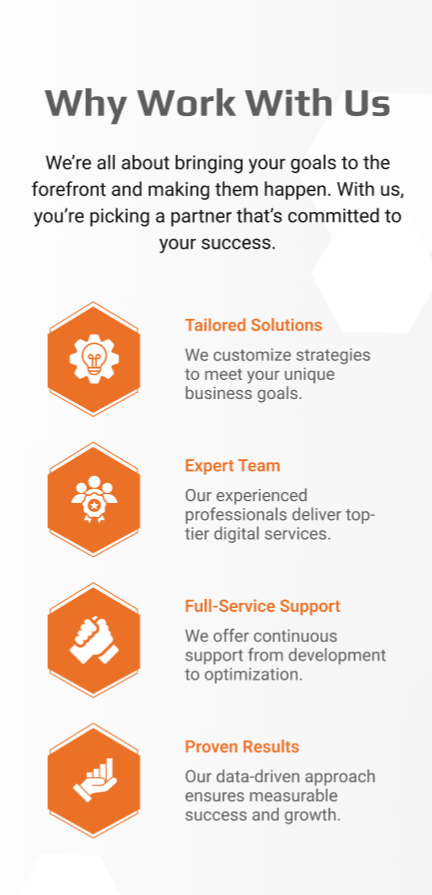 Why Work With Us
We're all about bringing your goals to the
forefront and making them happen. With us,
you're picking a partner that's committed to
your success.
Tailored Solutions
We customize strategies
to meet your unique
business goals.
Expert Team
Our experienced
professionals deliver top-
tier digital services.
Full-Service Support
We offer continuous
support from development
to optimization.
Proven Results
Our data-driven approach
ensures measurable
success and growth.